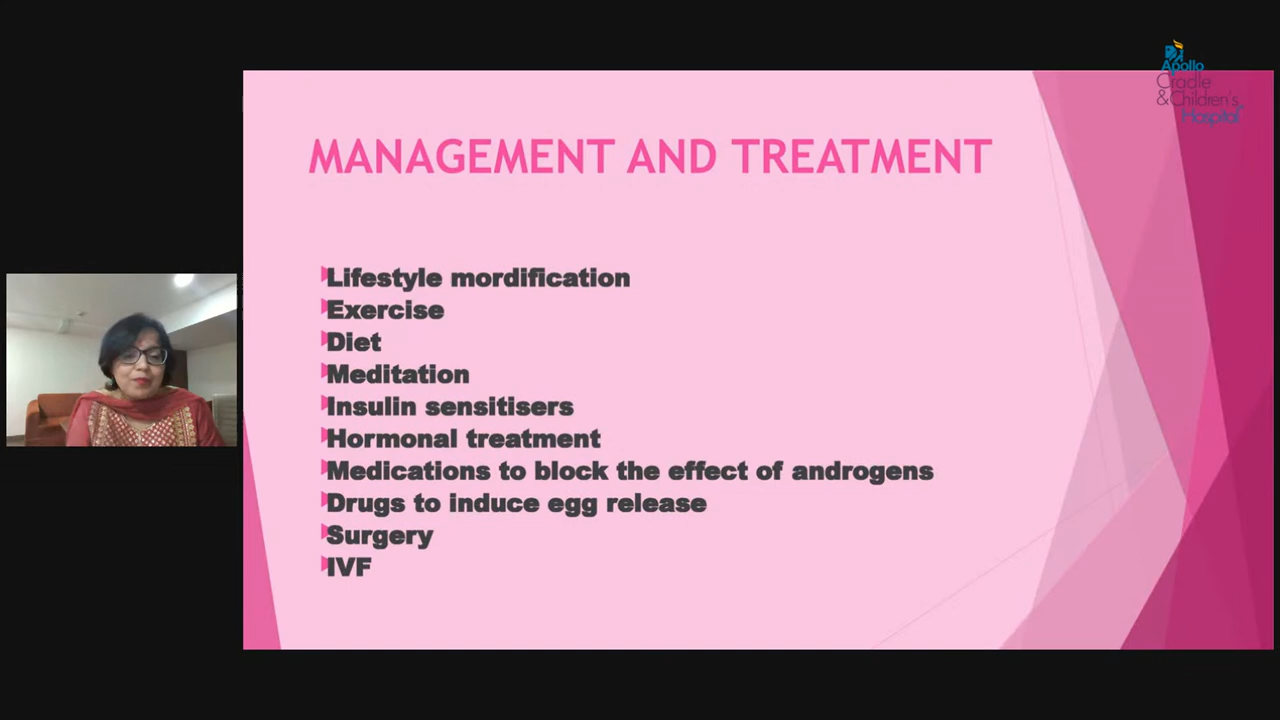 Apollo
Cradle
&Children's
Hospital
MANAGEMENT AND TREATMENT
Lifestyle mordification
Exercise
Diet
Meditation
Insulin sensitisers
Hormonal treatment
Medications to block the effect of androgens
Drugs to induce egg release
Surgery
IVF